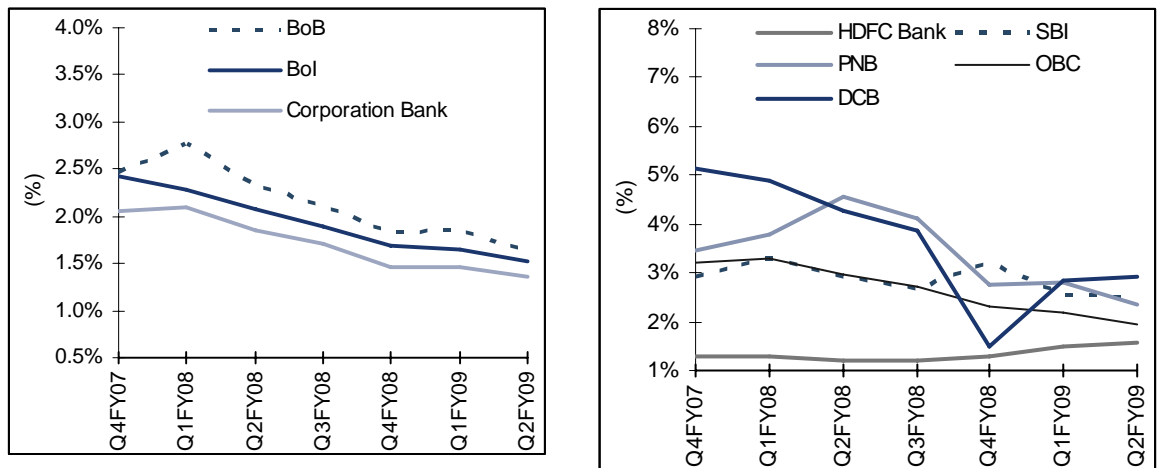 4.0%
3.5%
3.0%
2.5%
2.0%
1.5%
1.0%
0.5%
(%)
BoB
BoI
Corporation Bank
Q4FY07
Q1FY08
Q2FY08
Q3FY08
Q4FY08
Q1FY09
Q2FY09
8%
7%
6%
5%
4%
3%
2%
1%
(%)
HDFC Bank
SBI
PNB
OBC
DCB
Q4FY07
Q1FY08
Q2FY08
Q3FY08
Q4FY08
Q1FY09
Q2FY09